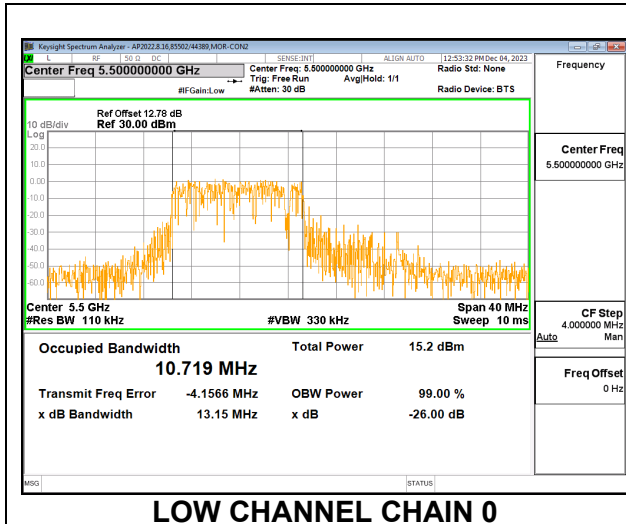 Keysight Spectrum Analyzer - AP2022.8.16,85502/44389,MOR-CON2
LXI L RF 50 Ω DC SENSE:INT ALIGN AUTO 12:53:32 PM Dec 04, 2023
Center Freq 5.500000000 GHz
Center Freq: 5.500000000 GHz
Radio Std: None
Trig: Free Run Avg|Hold: 1/1
#IFGain:Low
#Atten: 30 dB
Radio Device: BTS
Frequency
Ref Offset 12.78 dB
10 dB/div Ref 30.00 dBm
Log
20.0
10.0
0.00
-10.0
-20.0
-30.0
-40.0
-50.0
-60.0
Center 5.5 GHz Span 40 MHz
#Res BW 110 kHz #VBW 330 kHz Sweep 10 ms
Occupied Bandwidth Total Power 15.2 dBm
10.719 MHz
Transmit Freq Error -4.1566 MHz OBW Power 99.00 %
x dB Bandwidth 13.15 MHz x dB -26.00 dB
Center Freq
5.500000000 GHz
CF Step
4.000000 MHz
Auto Man
Freq Offset
0 Hz
MSG STATUS
LOW CHANNEL CHAIN 0